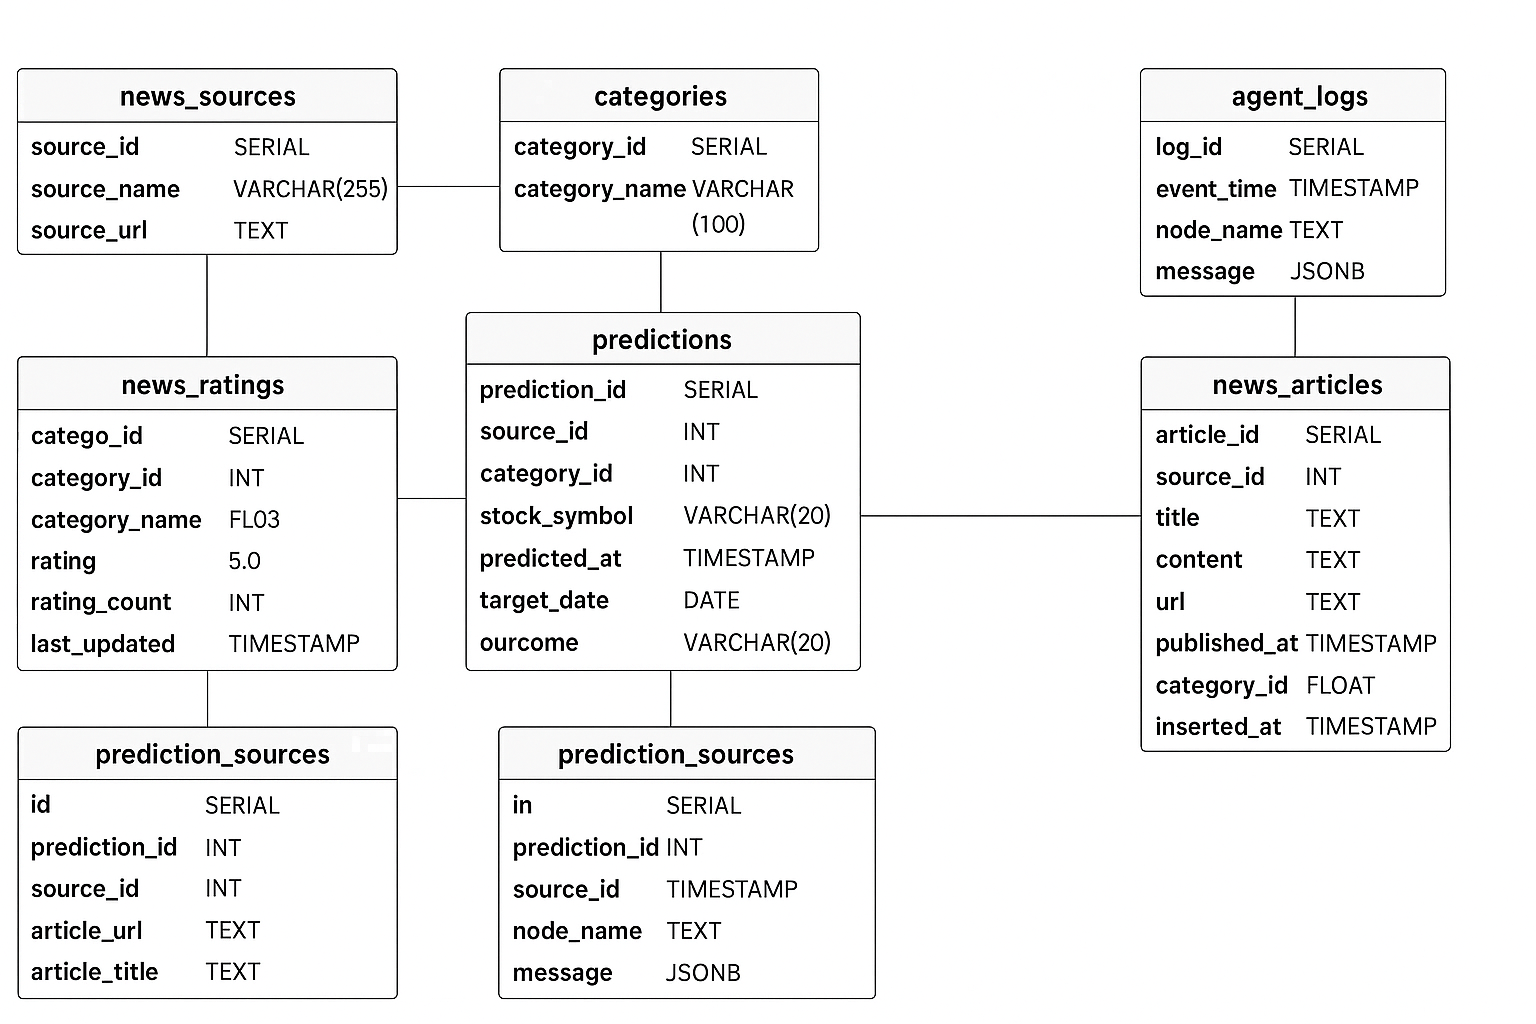 news_sources
source_id SERIAL
source_name VARCHAR(255)
source_url TEXT
categories
category_id SERIAL
category_name VARCHAR
(100)
agent_logs
log_id SERIAL
event_time TIMESTAMP
node_name TEXT
message JSONB
news_ratings
catego_id SERIAL
category_id INT
category_name FL03
rating 5.0
rating_count INT
last_updated TIMESTAMP
predictions
prediction_id SERIAL
source_id INT
category_id INT
stock_symbol VARCHAR(20)
predicted_at TIMESTAMP
target_date DATE
ourcome VARCHAR(20)
news_articles
article_id SERIAL
source_id INT
title TEXT
content TEXT
url TEXT
published_at TIMESTAMP
category_id FLOAT
inserted_at TIMESTAMP
prediction_sources
id SERIAL
prediction_id INT
source_id INT
article_url TEXT
article_title TEXT
prediction_sources
in SERIAL
prediction_id INT
source_id TIMESTAMP
node_name TEXT
message JSONB